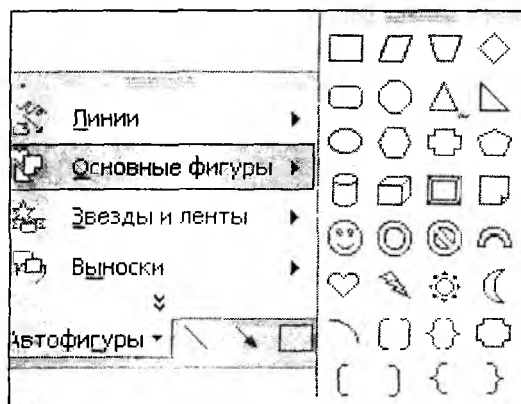 Линии
Основные фигуры
Звезды и ленты
Выноски
Автофигуры